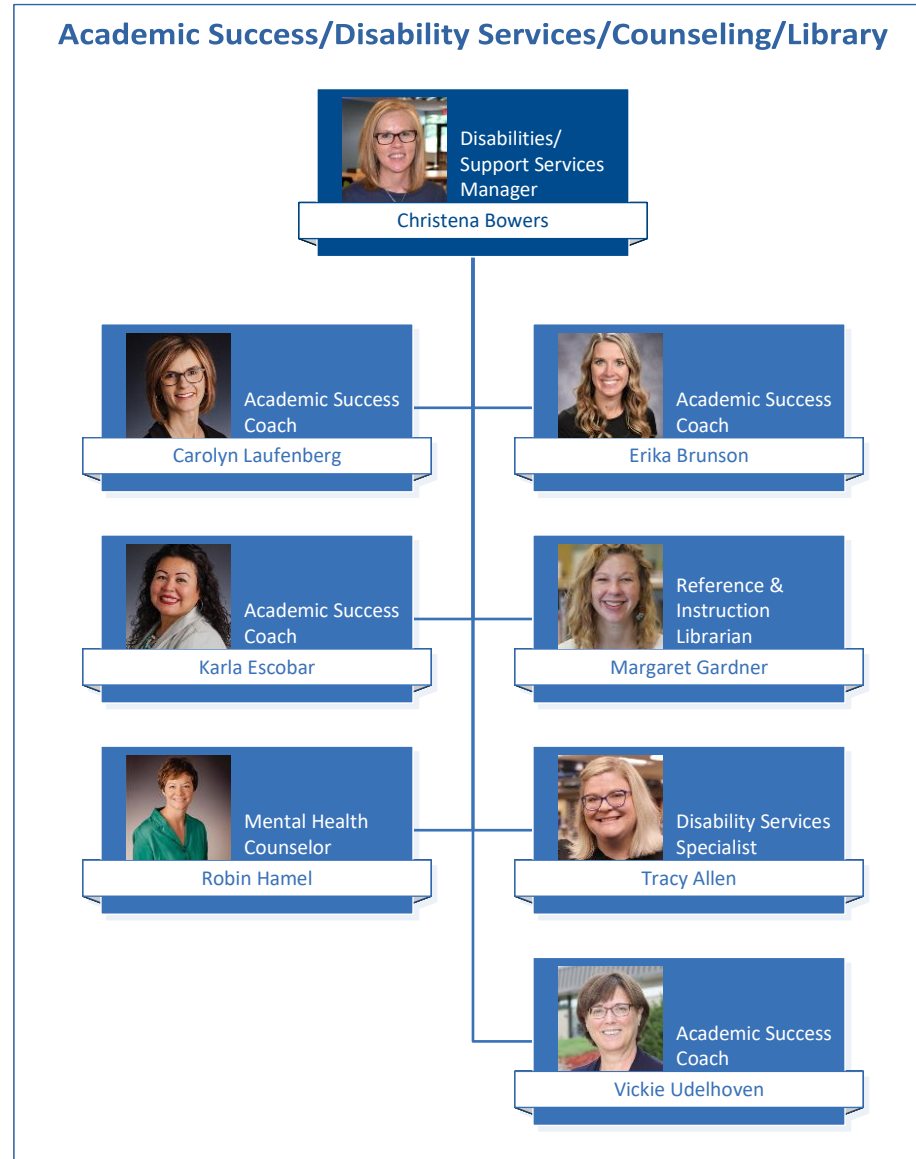 Academic Success/Disability Services/Counseling/Library
Disabilities/
Support Services
Manager
Christena Bowers
Academic Success
Coach
Carolyn Laufenberg
Academic Success
Coach
Erika Brunson
Academic Success
Coach
Karla Escobar
Reference &
Instruction
Librarian
Margaret Gardner
Mental Health
Counselor
Robin Hamel
Disability Services
Specialist
Tracy Allen
Academic Success
Coach
Vickie Udelhoven